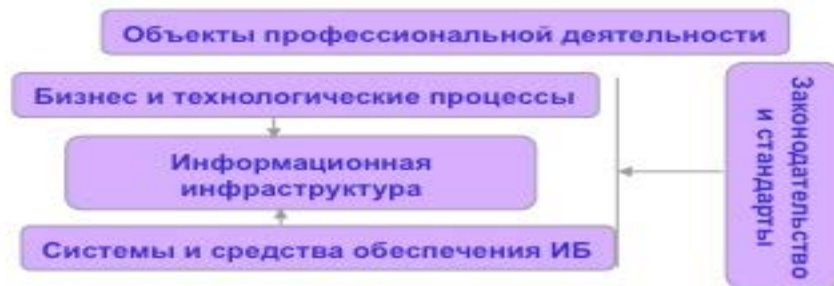 Объекты профессиональной деятельности
Бизнес и технологические процессы
Информационная
инфраструктура
Системы и средства обеспечения ИБ
Законодательство
и стандарты